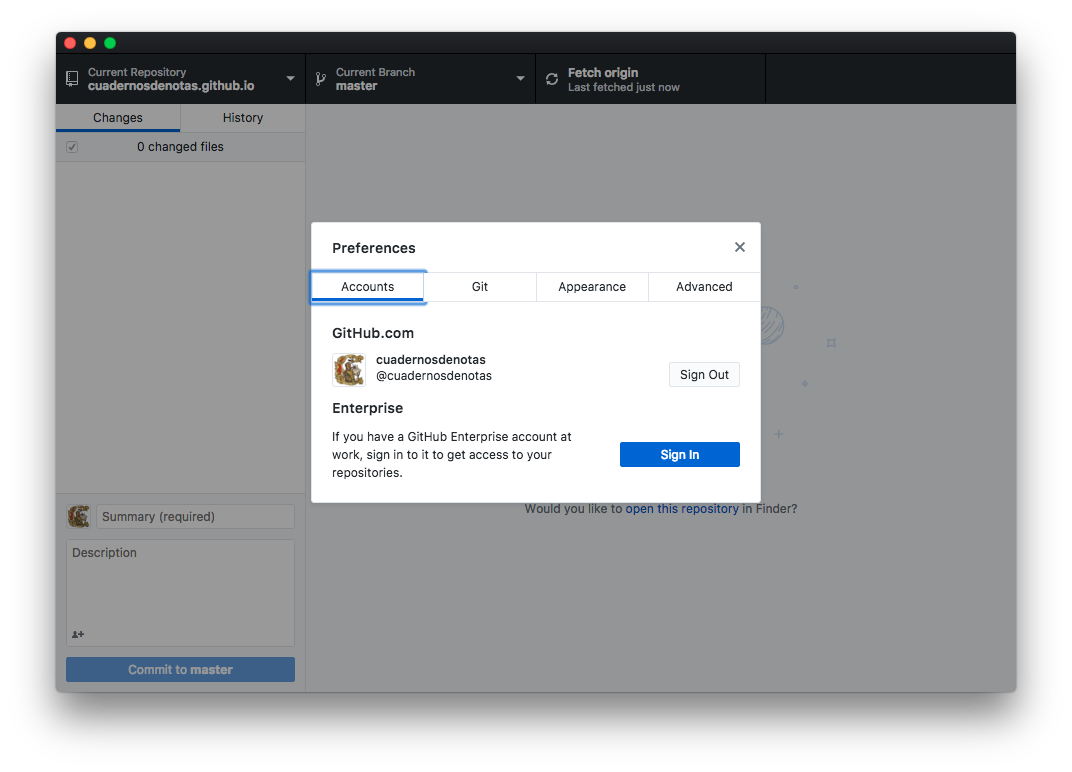 Current Repository
cuadernosdenotas.github.io
Current Branch
master
Fetch origin
Last fetched just now
Changes
History
0 changed files
Preferences
Accounts
Git
Appearance
Advanced
GitHub.com
cuadernosdenotas
@cuadernosdenotas
Sign Out
Enterprise
If you have a GitHub Enterprise account at
work, sign in to it to get access to your
repositories.
Sign In
Would you like to open this repository in Finder?
Summary (required)
Description
Commit to master